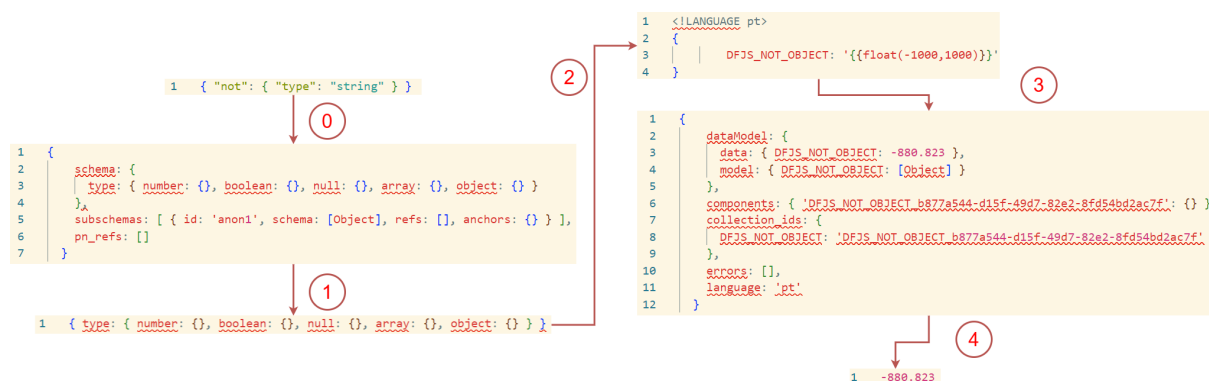 1 { "not": { "type": "string" } }
0
1 {
2 schema: {
3 type: { number: {}, boolean: {}, null: {}, array: {}, object: {} }
4 },
5 subschemas: [ { id: 'anon1', schema: [Object], refs: [], anchors: {} } ],
6 pn_refs: []
7 }
1
1 { type: { number: {}, boolean: {}, null: {}, array: {}, object: {} } }
2
1 <!LANGUAGE pt>
2 {
3 DFJS_NOT_OBJECT: '{{float(-1000,1000)}}'
4 }
3
1 {
2 dataModel: {
3 data: { DFJS_NOT_OBJECT: -880.823 },
4 model: { DFJS_NOT_OBJECT: [Object] }
5 },
6 components: { 'DFJS_NOT_OBJECT_b877a544-d15f-49d7-82e2-8fd54bd2ac7f': {} }
7 collection_ids: {
8 DFJS_NOT_OBJECT: 'DFJS_NOT_OBJECT_b877a544-d15f-49d7-82e2-8fd54bd2ac7f'
9 },
10 errors: [],
11 language: 'pt'
12 }
4
1 -880.823